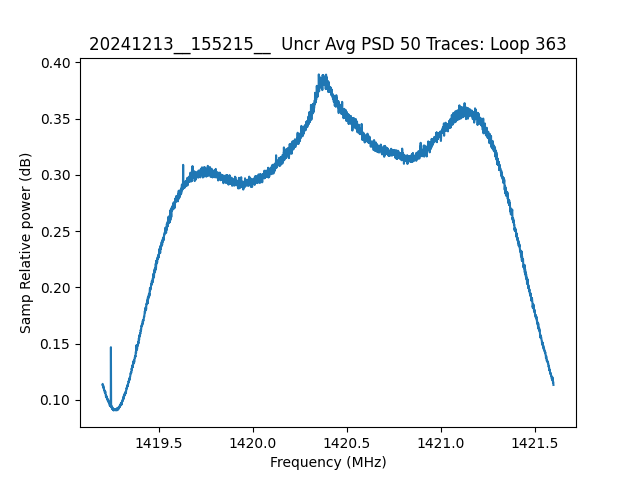 20241213__155215__  Uncr Avg PSD 50 Traces: Loop 363
0.40
0.35
0.30
0.25
0.20
0.15
0.10
Samp Relative power (dB)
1419.5 1420.0 1420.5 1421.0 1421.5
Frequency (MHz)